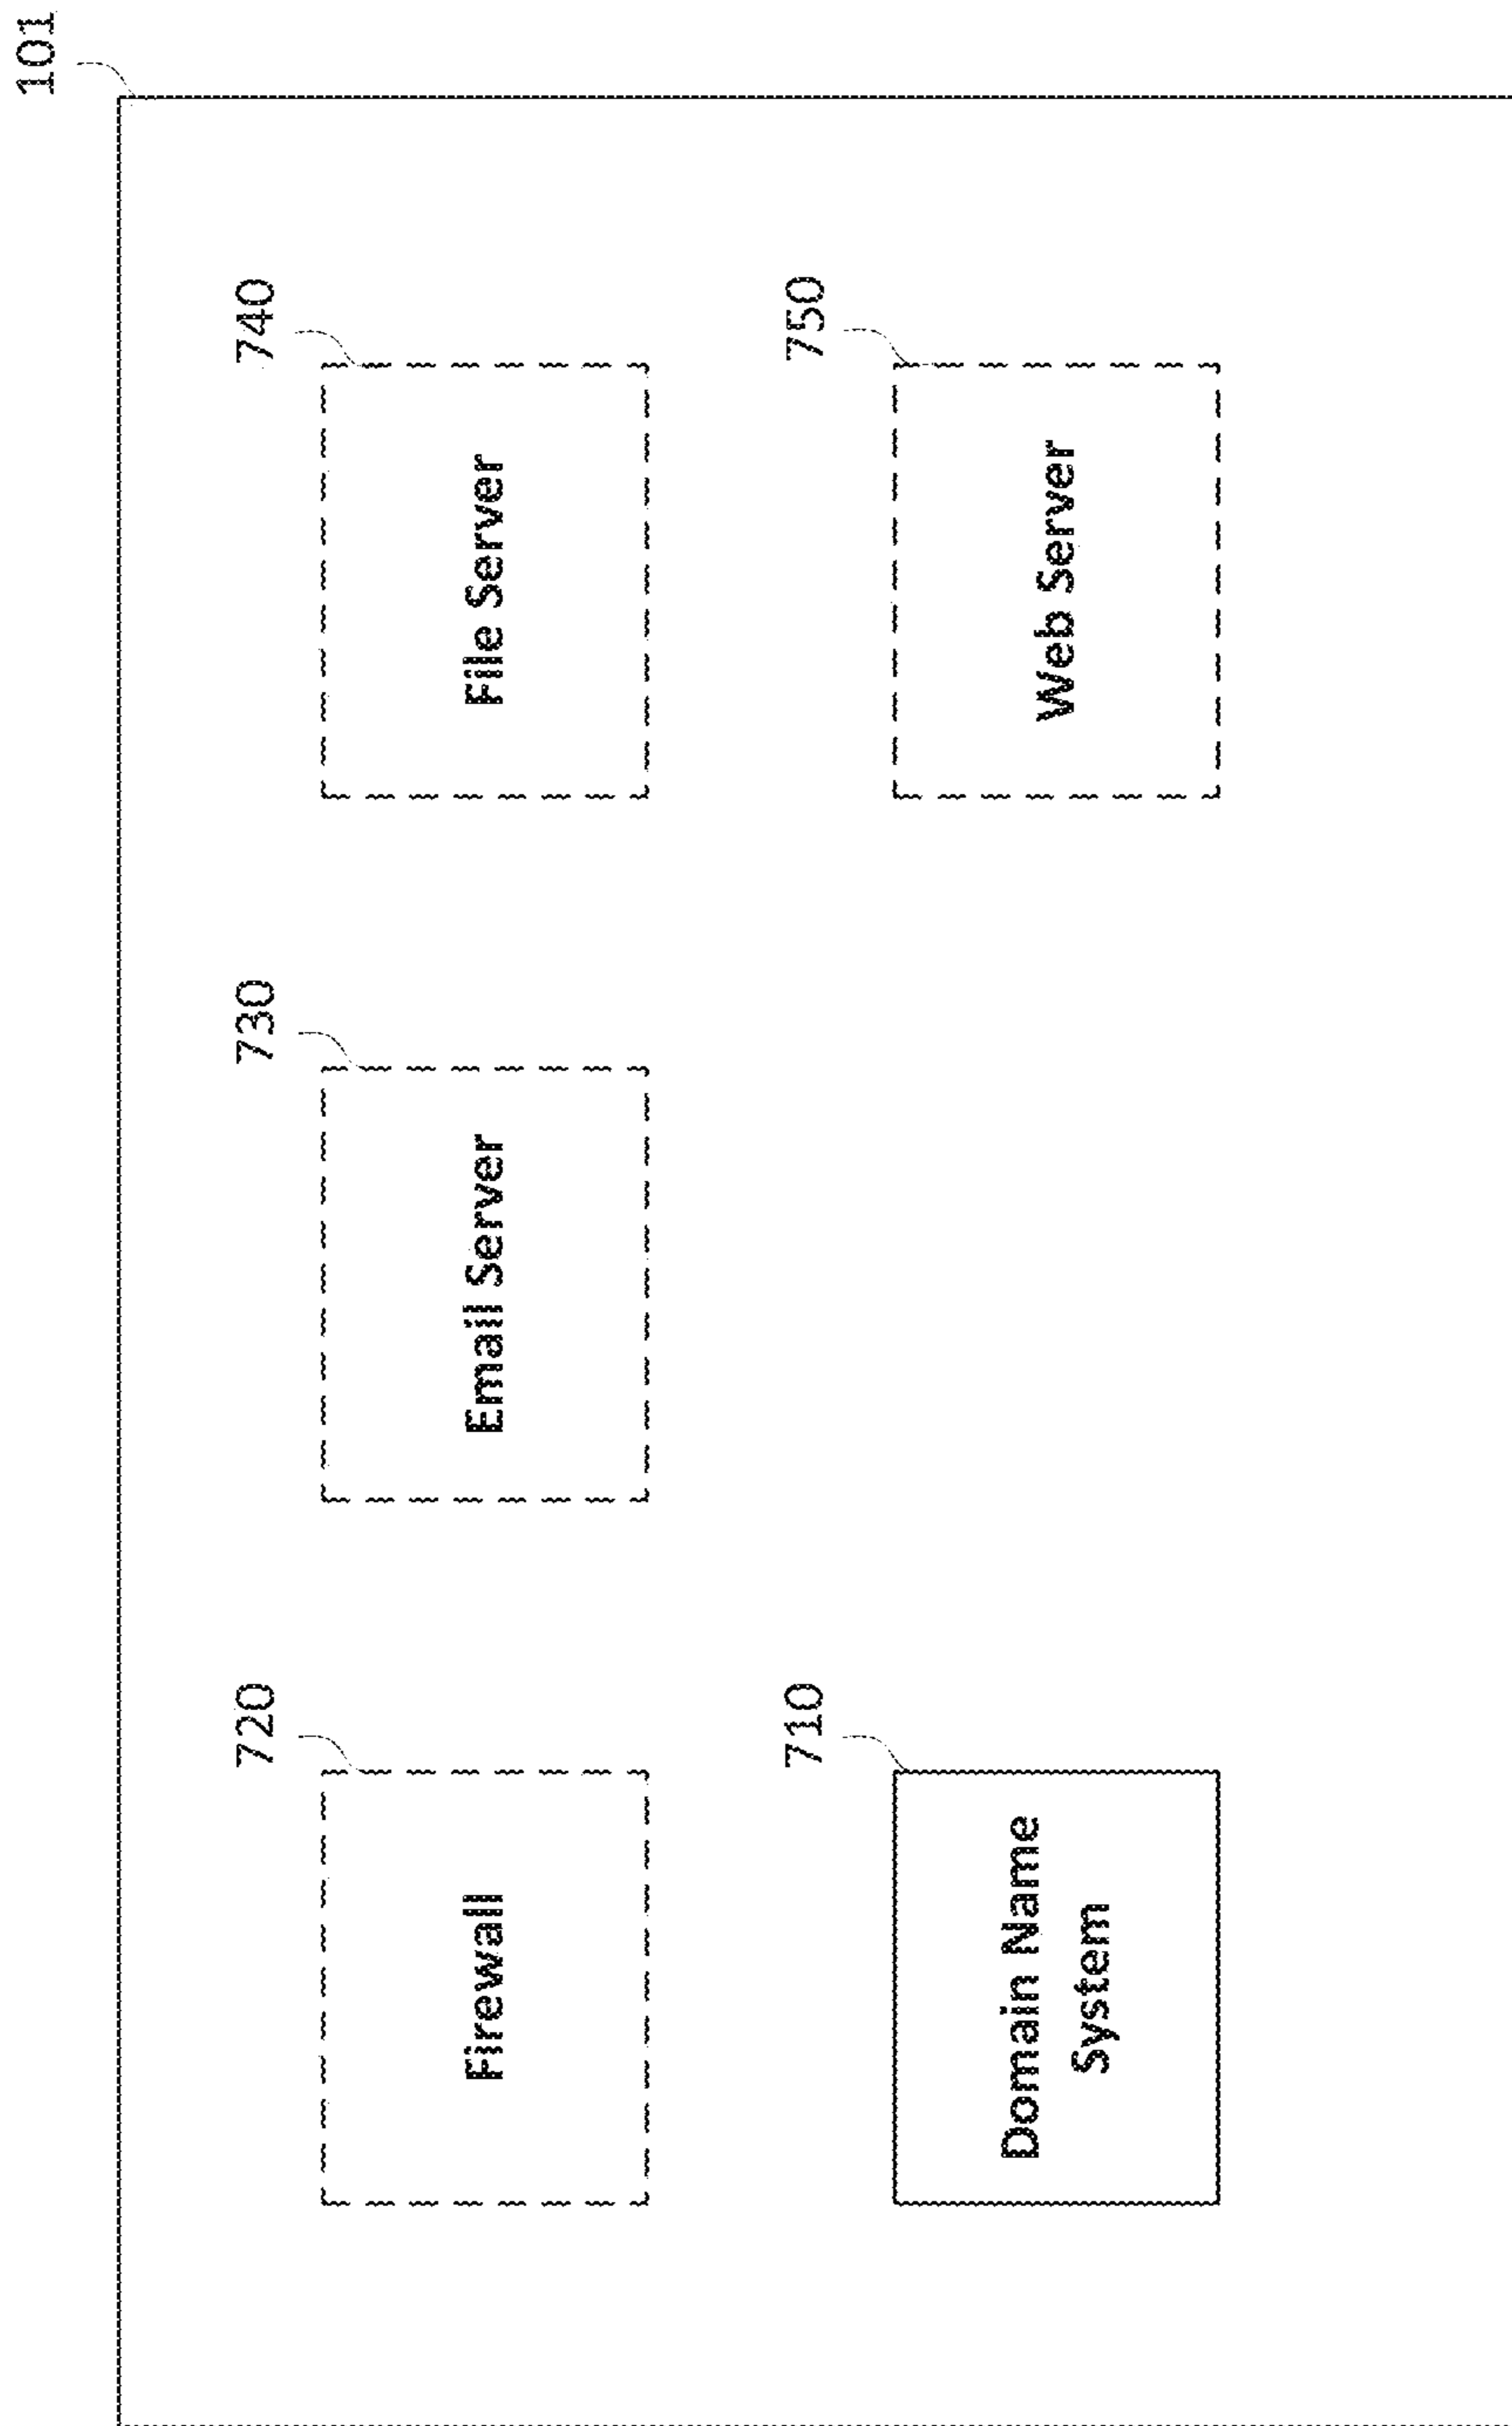 101
720
Firewall
730
Email Server
740
File Server
710
Domain Name
System
750
Web Server